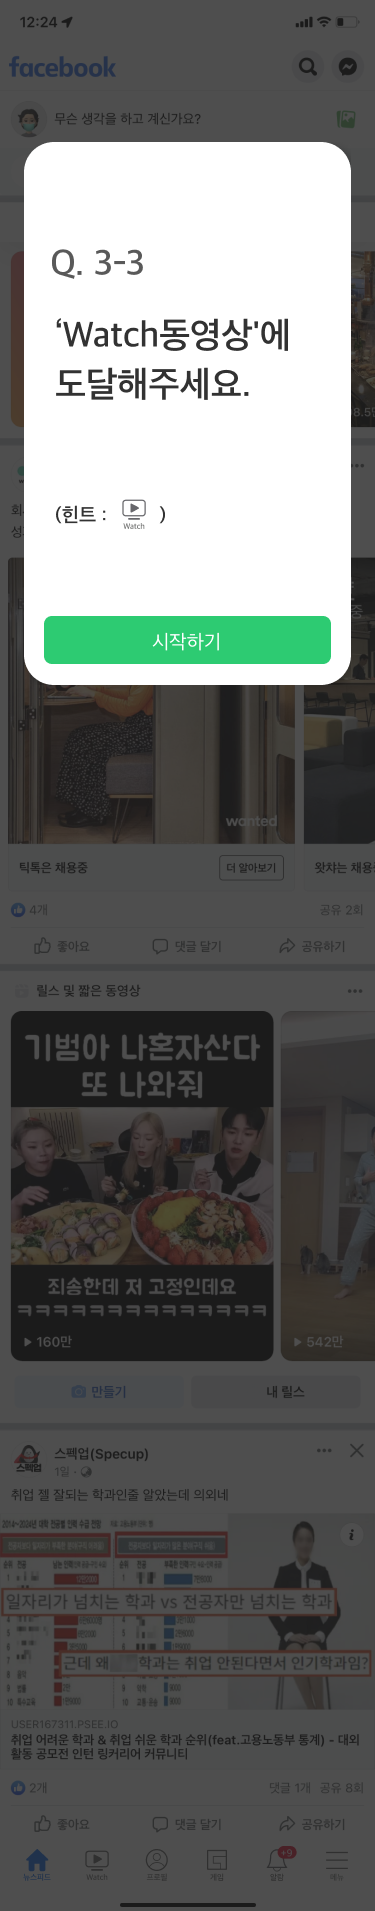 12:24
facebook
무슨 생각을 하고 계신가요?
Q. 3-3
‘Watch동영상'에
도달해주세요.
(힌트 : Watch )
시작하기
wanted
틱톡은 채용중
더 알아보기
왓챠는 채용
4개
공유 2회
좋아요
댓글 달기
공유하기
릴스 및 짧은 동영상
기범아 나혼자산다
또 나와줘
죄송한데 저 고정인데요
ㅋㅋㅋㅋㅋㅋㅋㅋㅋㅋㅋㅋㅋㅋㅋ
160만
542만
만들기
내 릴스
스펙업
스펙업(Specup)
1일
취업 젤 잘되는 학과인줄 알았는데 의외네
일자리가 넘치는 학과 vs 전공자만 넘치는 학과
근데 왜 학과는 취업 안된다면서 인기학과임?
USER167311.PSEE.IO
취업 어려운 학과 & 취업 쉬운 학과 순위(feat.고용노동부 통계) - 대외
활동 공모전 인턴 링커리어 커뮤니티
2개
댓글 1개
공유 8회
좋아요
댓글 달기
공유하기
+9
뉴스피드
Watch
프로필
게임
알림
메뉴